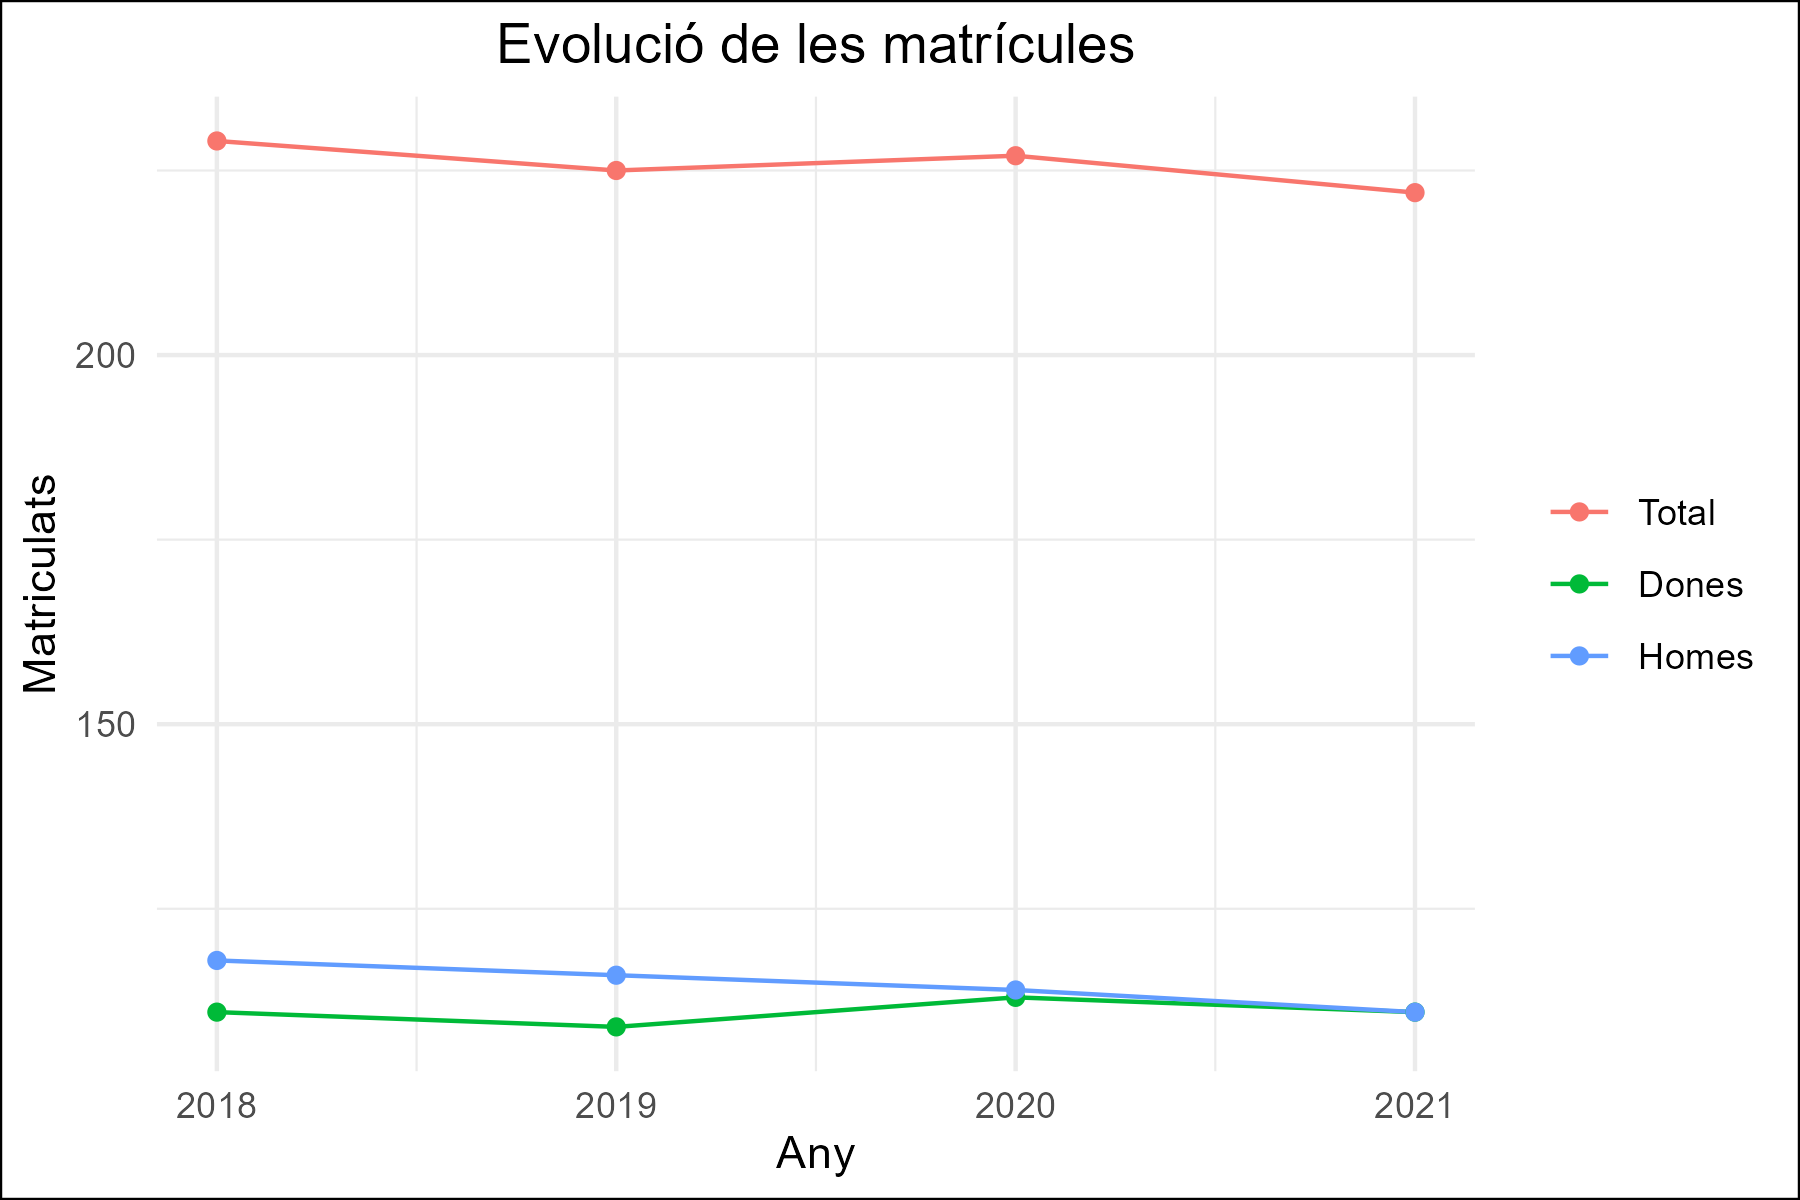 Evolució de les matrícules
200
150
Matriculats
2018 2019 2020 2021
Any
Total
Dones
Homes